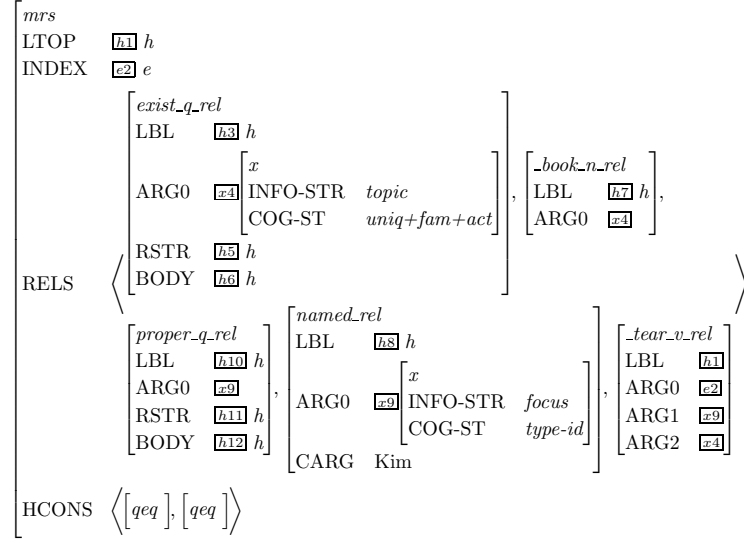 mrs
LTOP h1 h
INDEX e2 e
RELS
exist_q_rel
LBL h3 h
ARG0 x4 x
INFO-STR topic
COG-ST uniq+fam+act
RSTR h5 h
BODY h6 h
,
_book_n_rel
LBL h7 h
ARG0 x4
,
proper_q_rel
LBL h10 h
ARG0 x9
RSTR h11 h
BODY h12 h
,
named_rel
LBL h8 h
ARG0 x9 x
INFO-STR focus
COG-ST type-id
CARG Kim
,
_tear_v_rel
LBL h1
ARG0 e2
ARG1 x9
ARG2 x4
HCONS ⟨[qeq ], [qeq ]⟩